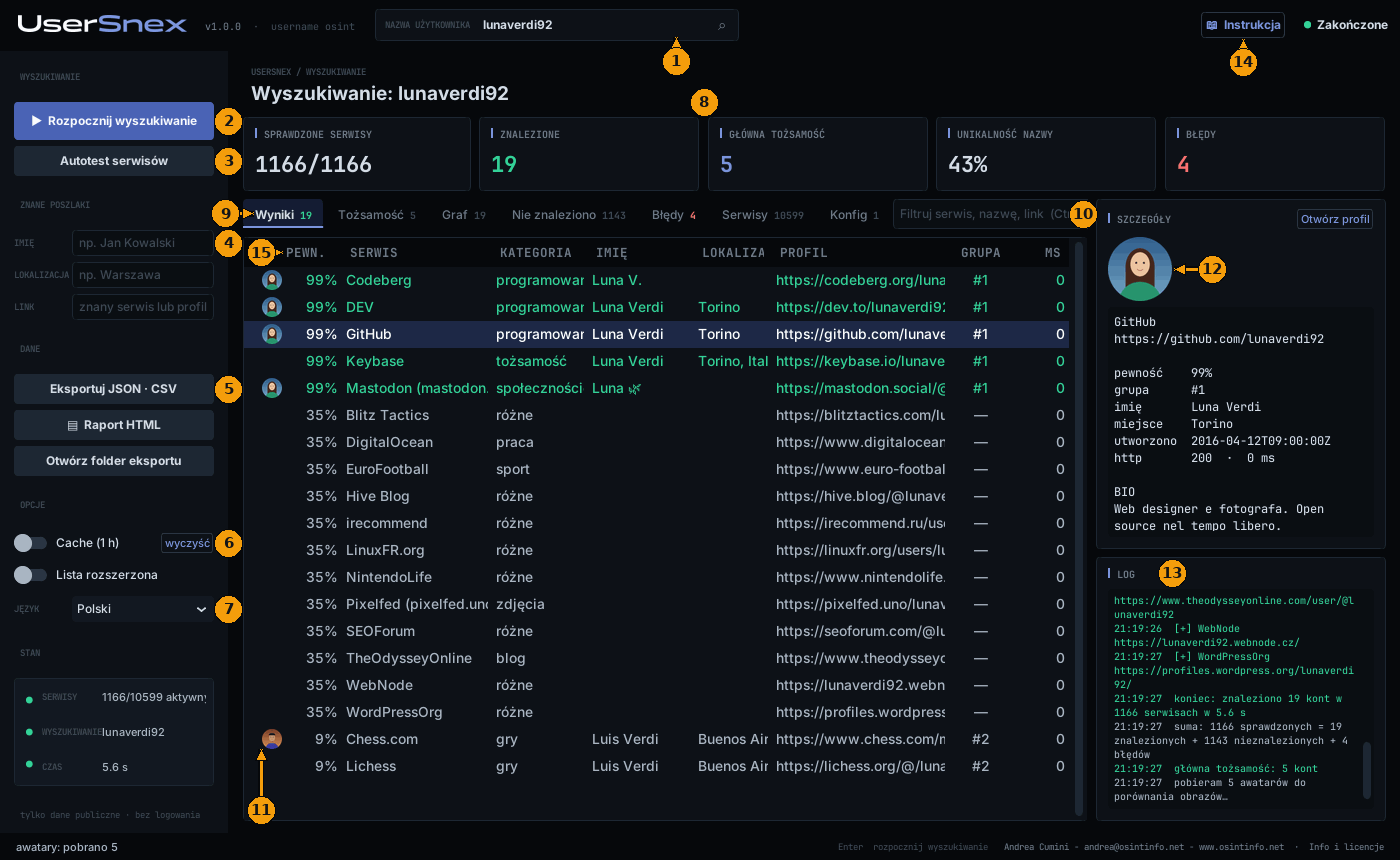 UserSnex v1.0.0 · username osint
NAZWA UŻYTKOWNIKA lunaverdi92
Instrukcja
Zakończone
1
14
WYSZUKIWANIE
▶ Rozpocznij wyszukiwanie
2
Autotest serwisów
3
ZNANE POSZLAKI
9
IMIĘ np. Jan Kowalski
4
LOKALIZACJA np. Warszawa
LINK znany serwis lub profil
DANE
Eksportuj JSON · CSV
5
Raport HTML
Otwórz folder eksportu
OPCJE
Cache (1 h) wyczyść
6
Lista rozszerzona
JĘZYK Polski
7
STAN
SERWISY 1166/10599 aktywny
WYSZUKIWANIE lunaverdi92
CZAS 5.6 s
tylko dane publiczne · bez logowania
USERSNEX / WYSZUKIWANIE
Wyszukiwanie: lunaverdi92
8
SPRAWDZONE SERWISY
1166/1166
ZNALEZIONE
19
GŁÓWNA TOŻSAMOŚĆ
5
UNIKALNOŚĆ NAZWY
43%
BŁĘDY
4
Wyniki 19 Tożsamość 5 Graf 19 Nie znaleziono 1143 Błędy 4 Serwisy 10599 Konfig 1 Filtruj serwis, nazwę, link (Ct
10
15
PEWN. SERWIS KATEGORIA IMIĘ LOKALIZA PROFIL GRUPA MS
99% Codeberg programowar Luna V. https://codeberg.org/luna #1 0
99% DEV programowar Luna Verdi Torino https://dev.to/lunaverdi92 #1 0
99% GitHub programowar Luna Verdi Torino https://github.com/lunave #1 0
99% Keybase tożsamość Luna Verdi Torino, Ital https://keybase.io/lunave #1 0
99% Mastodon (mastodon. społeczności Luna 🌿 https://mastodon.social/@ #1 0
35% Blitz Tactics różne https://blitztactics.com/lu — 0
35% DigitalOcean praca https://www.digitalocean — 0
35% EuroFootball sport https://www.euro-footbal — 0
35% Hive Blog różne https://hive.blog/@lunave — 0
35% irecommend różne https://irecommend.ru/use — 0
35% LinuxFR.org różne https://linuxfr.org/users/lu — 0
35% NintendoLife różne https://www.nintendolife. — 0
35% Pixelfed (pixelfed.unc zdjęcia https://pixelfed.uno/lunav — 0
35% SEOForum różne https://seoforum.com/@lu — 0
35% TheOdysseyOnline blog https://www.theodysseyo — 0
35% WebNode różne https://lunaverdi92.webn — 0
35% WordPressOrg różne https://profiles.wordpress — 0
9% Chess.com gry Luis Verdi Buenos Air https://www.chess.com/m #2 0
9% Lichess gry Luis Verdi Buenos Air https://lichess.org/@/luna #2 0
11
SZCZEGÓŁY Otwórz profil
12
GitHub
https://github.com/lunaverdi92
pewność 99%
grupa #1
imię Luna Verdi
miejsce Torino
utworzono 2016-04-12T09:00:00Z
http 200 · 0 ms
BIO
Web designer e fotografa. Open
source nel tempo libero.
LOG
13
https://www.theodysseyonline.com/user/@l
unaverdi92
21:19:26 [+] WebNode
https://lunaverdi92.webnode.cz/
21:19:27 [+] WordPressOrg
https://profiles.wordpress.org/lunaverdi
92/
21:19:27 koniec: znaleziono 19 kont w
1166 serwisach w 5.6 s
21:19:27 suma: 1166 sprawdzonych = 19
znalezionych + 1143 nieznalezionych + 4
błędów
21:19:27 główna tożsamość: 5 kont
21:19:27 pobieram 5 awatarów do
porównania obrazów…
awatary: pobrano 5
Enter rozpocznij wyszukiwanie Andrea Cumini - andrea@osintinfo.net - www.osintinfo.net · Info i licencje